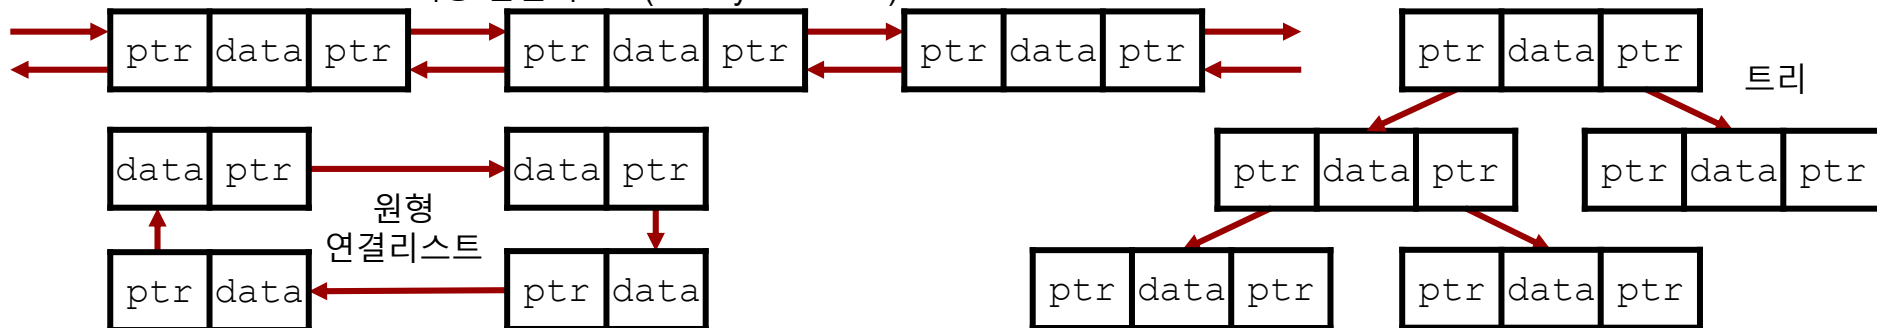 ptr data ptr ptr data ptr ptr data ptr ptr data ptr
트리
data ptr data ptr ptr data ptr ptr data ptr
원형
연결리스트
ptr data ptr data ptr data ptr ptr data ptr